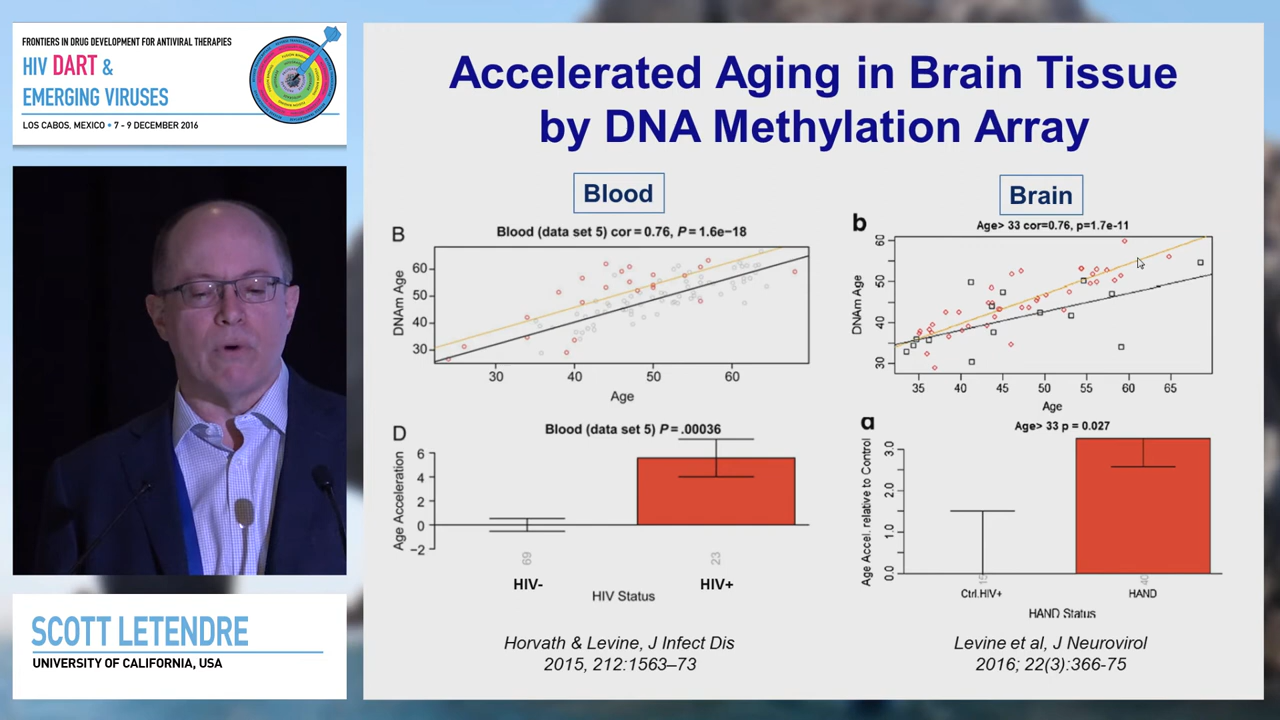 FRONTIERS IN DRUG DEVELOPMENT FOR ANTIVIRAL THERAPIES
HIV DART &
EMERGING VIRUSES
LOS CABOS, MEXICO • 7 - 9 DECEMBER 2016
SCOTT LETENDRE
UNIVERSITY OF CALIFORNIA, USA
Accelerated Aging in Brain Tissue
by DNA Methylation Array
Blood
B
Blood (data set 5) cor = 0.76, P = 1.6e−18
DNAm Age
60
50
40
30
30 40 50 60
Age
D
Blood (data set 5) P = .00036
Age Acceleration
6
4
2
0
−2
69 23
HIV- HIV+
HIV Status
Horvath & Levine, J Infect Dis
2015, 212:1563–73
Brain
b
Age> 33 cor=0.76, p=1.7e-11
DNAm Age
60
50
40
30
35 40 45 50 55 60 65
Age
a
Age> 33 p = 0.027
Age Accel. relative to Control
3.0
2.0
1.0
0.0
40
Ctrl.HIV+ HAND
HAND Status
Levine et al, J Neurovirol
2016; 22(3):366-75